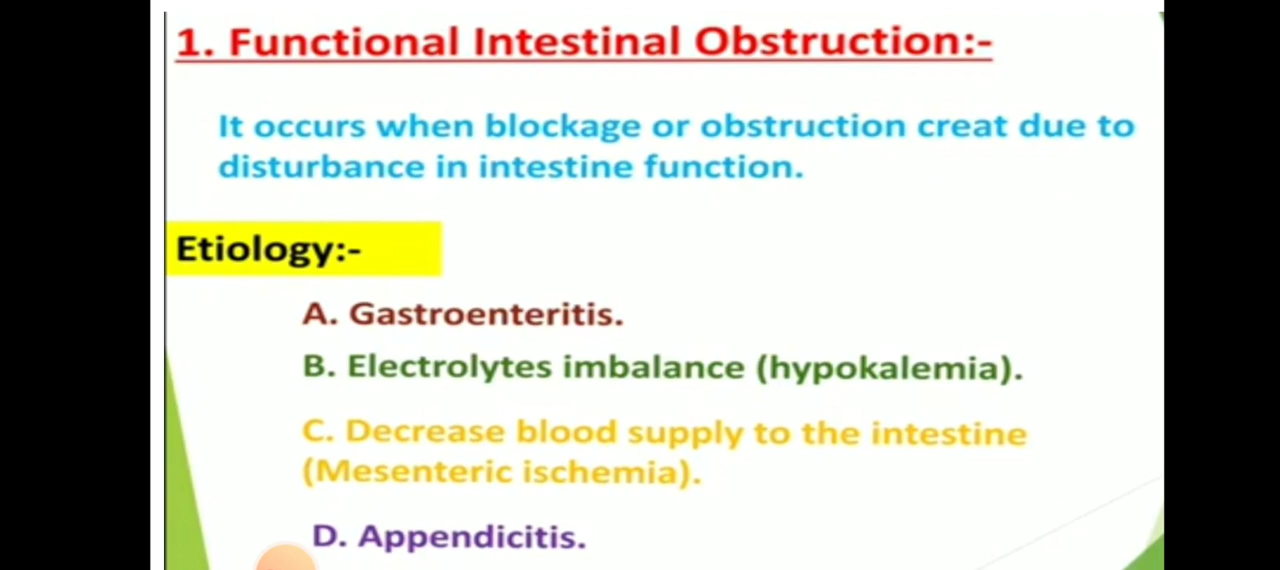 1. Functional Intestinal Obstruction:-
It occurs when blockage or obstruction creat due to
disturbance in intestine function.
Etiology:-
A. Gastroenteritis.
B. Electrolytes imbalance (hypokalemia).
C. Decrease blood supply to the intestine
(Mesenteric ischemia).
D. Appendicitis.